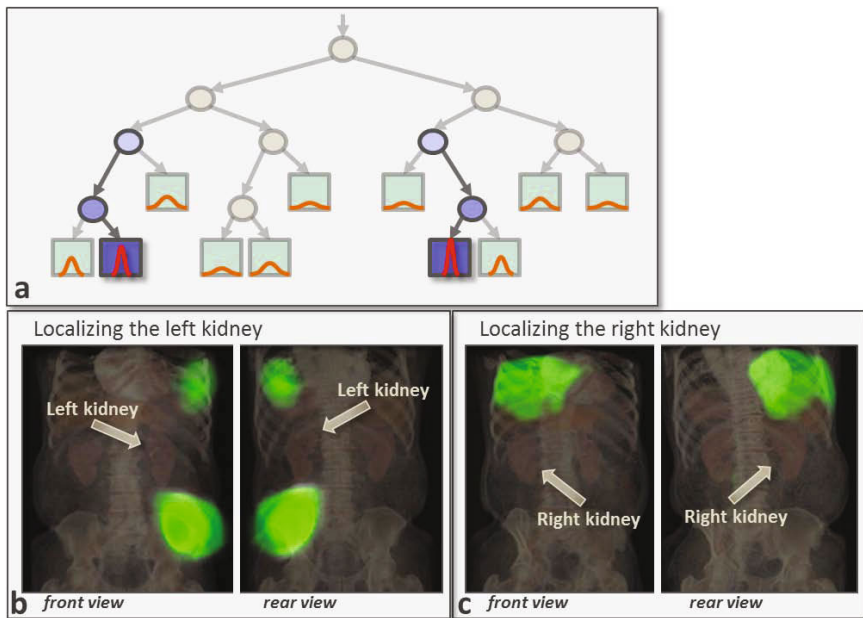 a
Localizing the left kidney
Left kidney
Left kidney
b
front view
rear view
Localizing the right kidney
Right kidney
Right kidney
c
front view
rear view